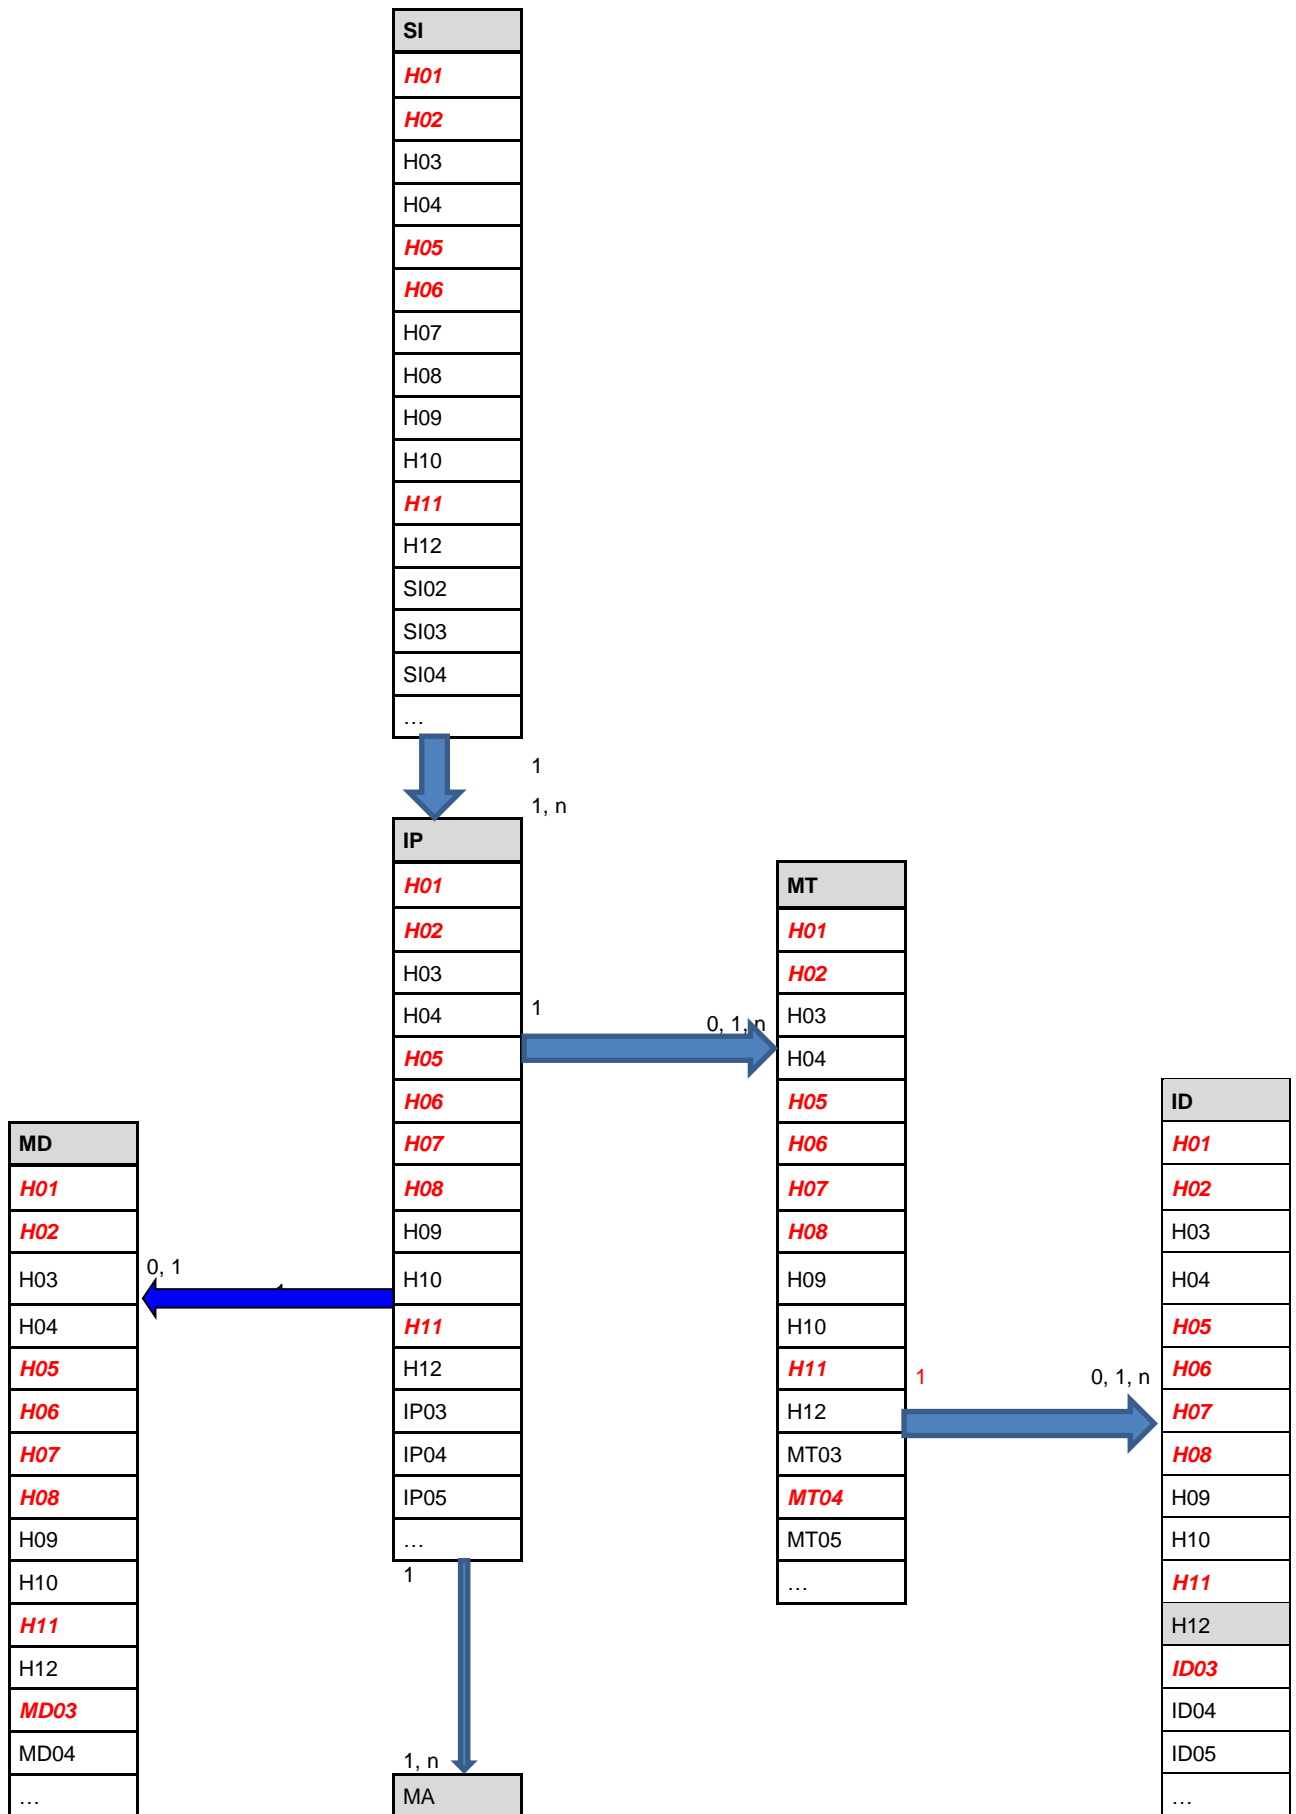 SI
H01
H02
H03
H04
H05
H06
H07
H08
H09
H10
H11
H12
SI02
SI03
SI04
…
1
1, n
IP
H01
H02
H03
H04
H05
H06
H07
H08
H09
H10
H11
H12
IP03
IP04
IP05
…
1
0, 1, n
MT
H01
H02
H03
H04
H05
H06
H07
H08
H09
H10
H11
H12
MT03
MT04
MT05
…
1
0, 1, n
ID
H01
H02
H03
H04
H05
H06
H07
H08
H09
H10
H11
H12
ID03
ID04
ID05
…
0, 1
MD
H01
H02
H03
H04
H05
H06
H07
H08
H09
H10
H11
H12
MD03
MD04
…
1
1, n
MA